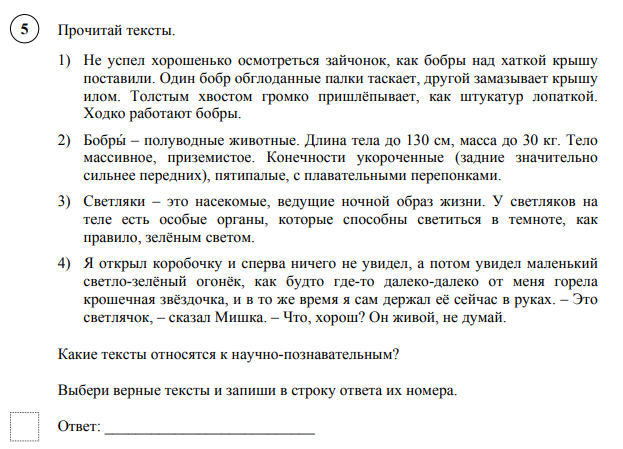 5 Прочитай тексты.
1) Не успел хорошенько осмотреться зайчонок, как бобры над хаткой крышу
поставили. Один бобр обглоданные палки таскает, другой замазывает крышу
илом. Толстым хвостом громко пришлёпывает, как штукатур лопаткой.
Ходко работают бобры.
2) Бобры́ – полуводные животные. Длина тела до 130 см, масса до 30 кг. Тело
массивное, приземистое. Конечности укороченные (задние значительно
сильнее передних), пятипалые, с плавательными перепонками.
3) Светляки – это насекомые, ведущие ночной образ жизни. У светляков на
теле есть особые органы, которые способны светиться в темноте, как
правило, зелёным светом.
4) Я открыл коробочку и сперва ничего не увидел, а потом увидел маленький
светло-зелёный огонёк, как будто где-то далеко-далеко от меня горела
крошечная звёздочка, и в то же время я сам держал её сейчас в руках. – Это
светлячок, – сказал Мишка. – Что, хорош? Он живой, не думай.
Какие тексты относятся к научно-познавательным?
Выбери верные тексты и запиши в строку ответа их номера.
Ответ: ____________________________